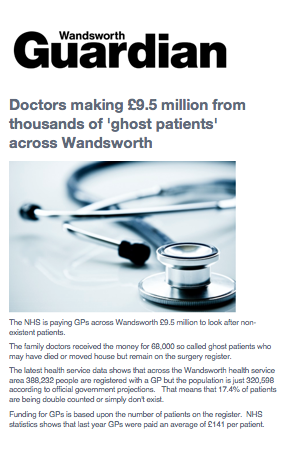 Wandsworth
Guardian
Doctors making £9.5 million from
thousands of 'ghost patients'
across Wandsworth
The NHS is paying GPs across Wandsworth £9.5 million to look after non-
existent patients.
The family doctors received the money for 68,000 so called ghost patients who
may have died or moved house but remain on the surgery register.
The latest health service data shows that across the Wandsworth health service
area 388,232 people are registered with a GP but the population is just 320,598
according to official government projections.   That means that 17.4% of patients
are being double counted or simply don't exist.
Funding for GPs is based upon the number of patients on the register.  NHS
statistics shows that last year GPs were paid an average of £141 per patient.